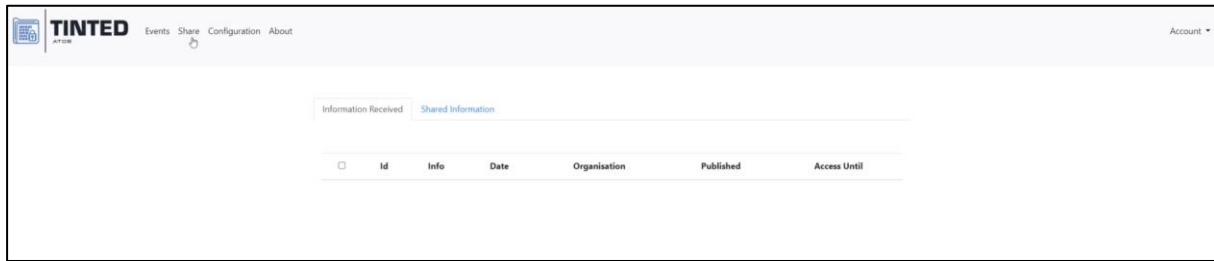 TINTED
ATOS
Events Share Configuration About
Account
Information Received Shared Information
Id Info Date Organisation Published Access Until